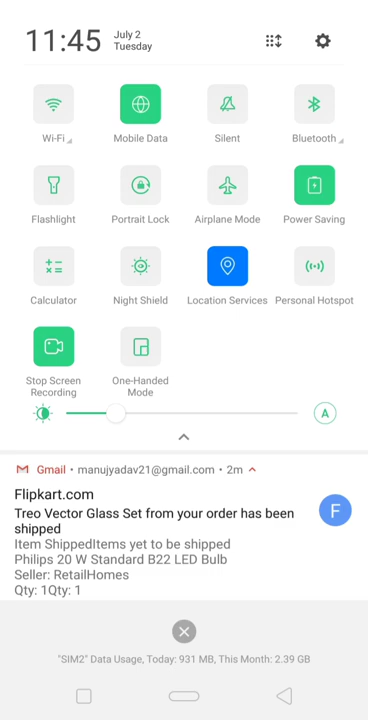 11:45
July 2
Tuesday
Wi-Fi
Mobile Data
Silent
Bluetooth
Flashlight
Portrait Lock
Airplane Mode
Power Saving
Calculator
Night Shield
Location Services
Personal Hotspot
Stop Screen
Recording
One-Handed
Mode
A
Gmail • manujyadav21@gmail.com • 2m
Flipkart.com
Treo Vector Glass Set from your order has been
shipped
F
Item ShippedItems yet to be shipped
Philips 20 W Standard B22 LED Bulb
Seller: RetailHomes
Qty: 1Qty: 1
"SIM2" Data Usage, Today: 931 MB, This Month: 2.39 GB